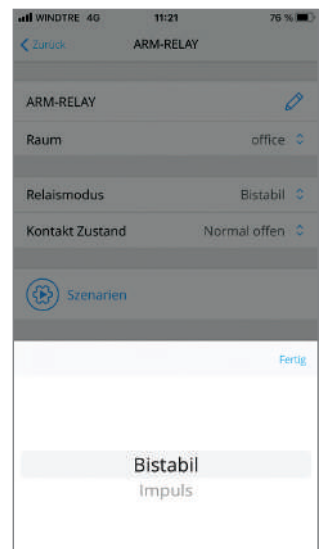 WINDTRE 4G 11:21 76 %
Zurück ARM-RELAY
ARM-RELAY
Raum office
Relaismodus Bistabil
Kontakt Zustand Normal offen
Szenarien
Fertig
Bistabil
Impuls